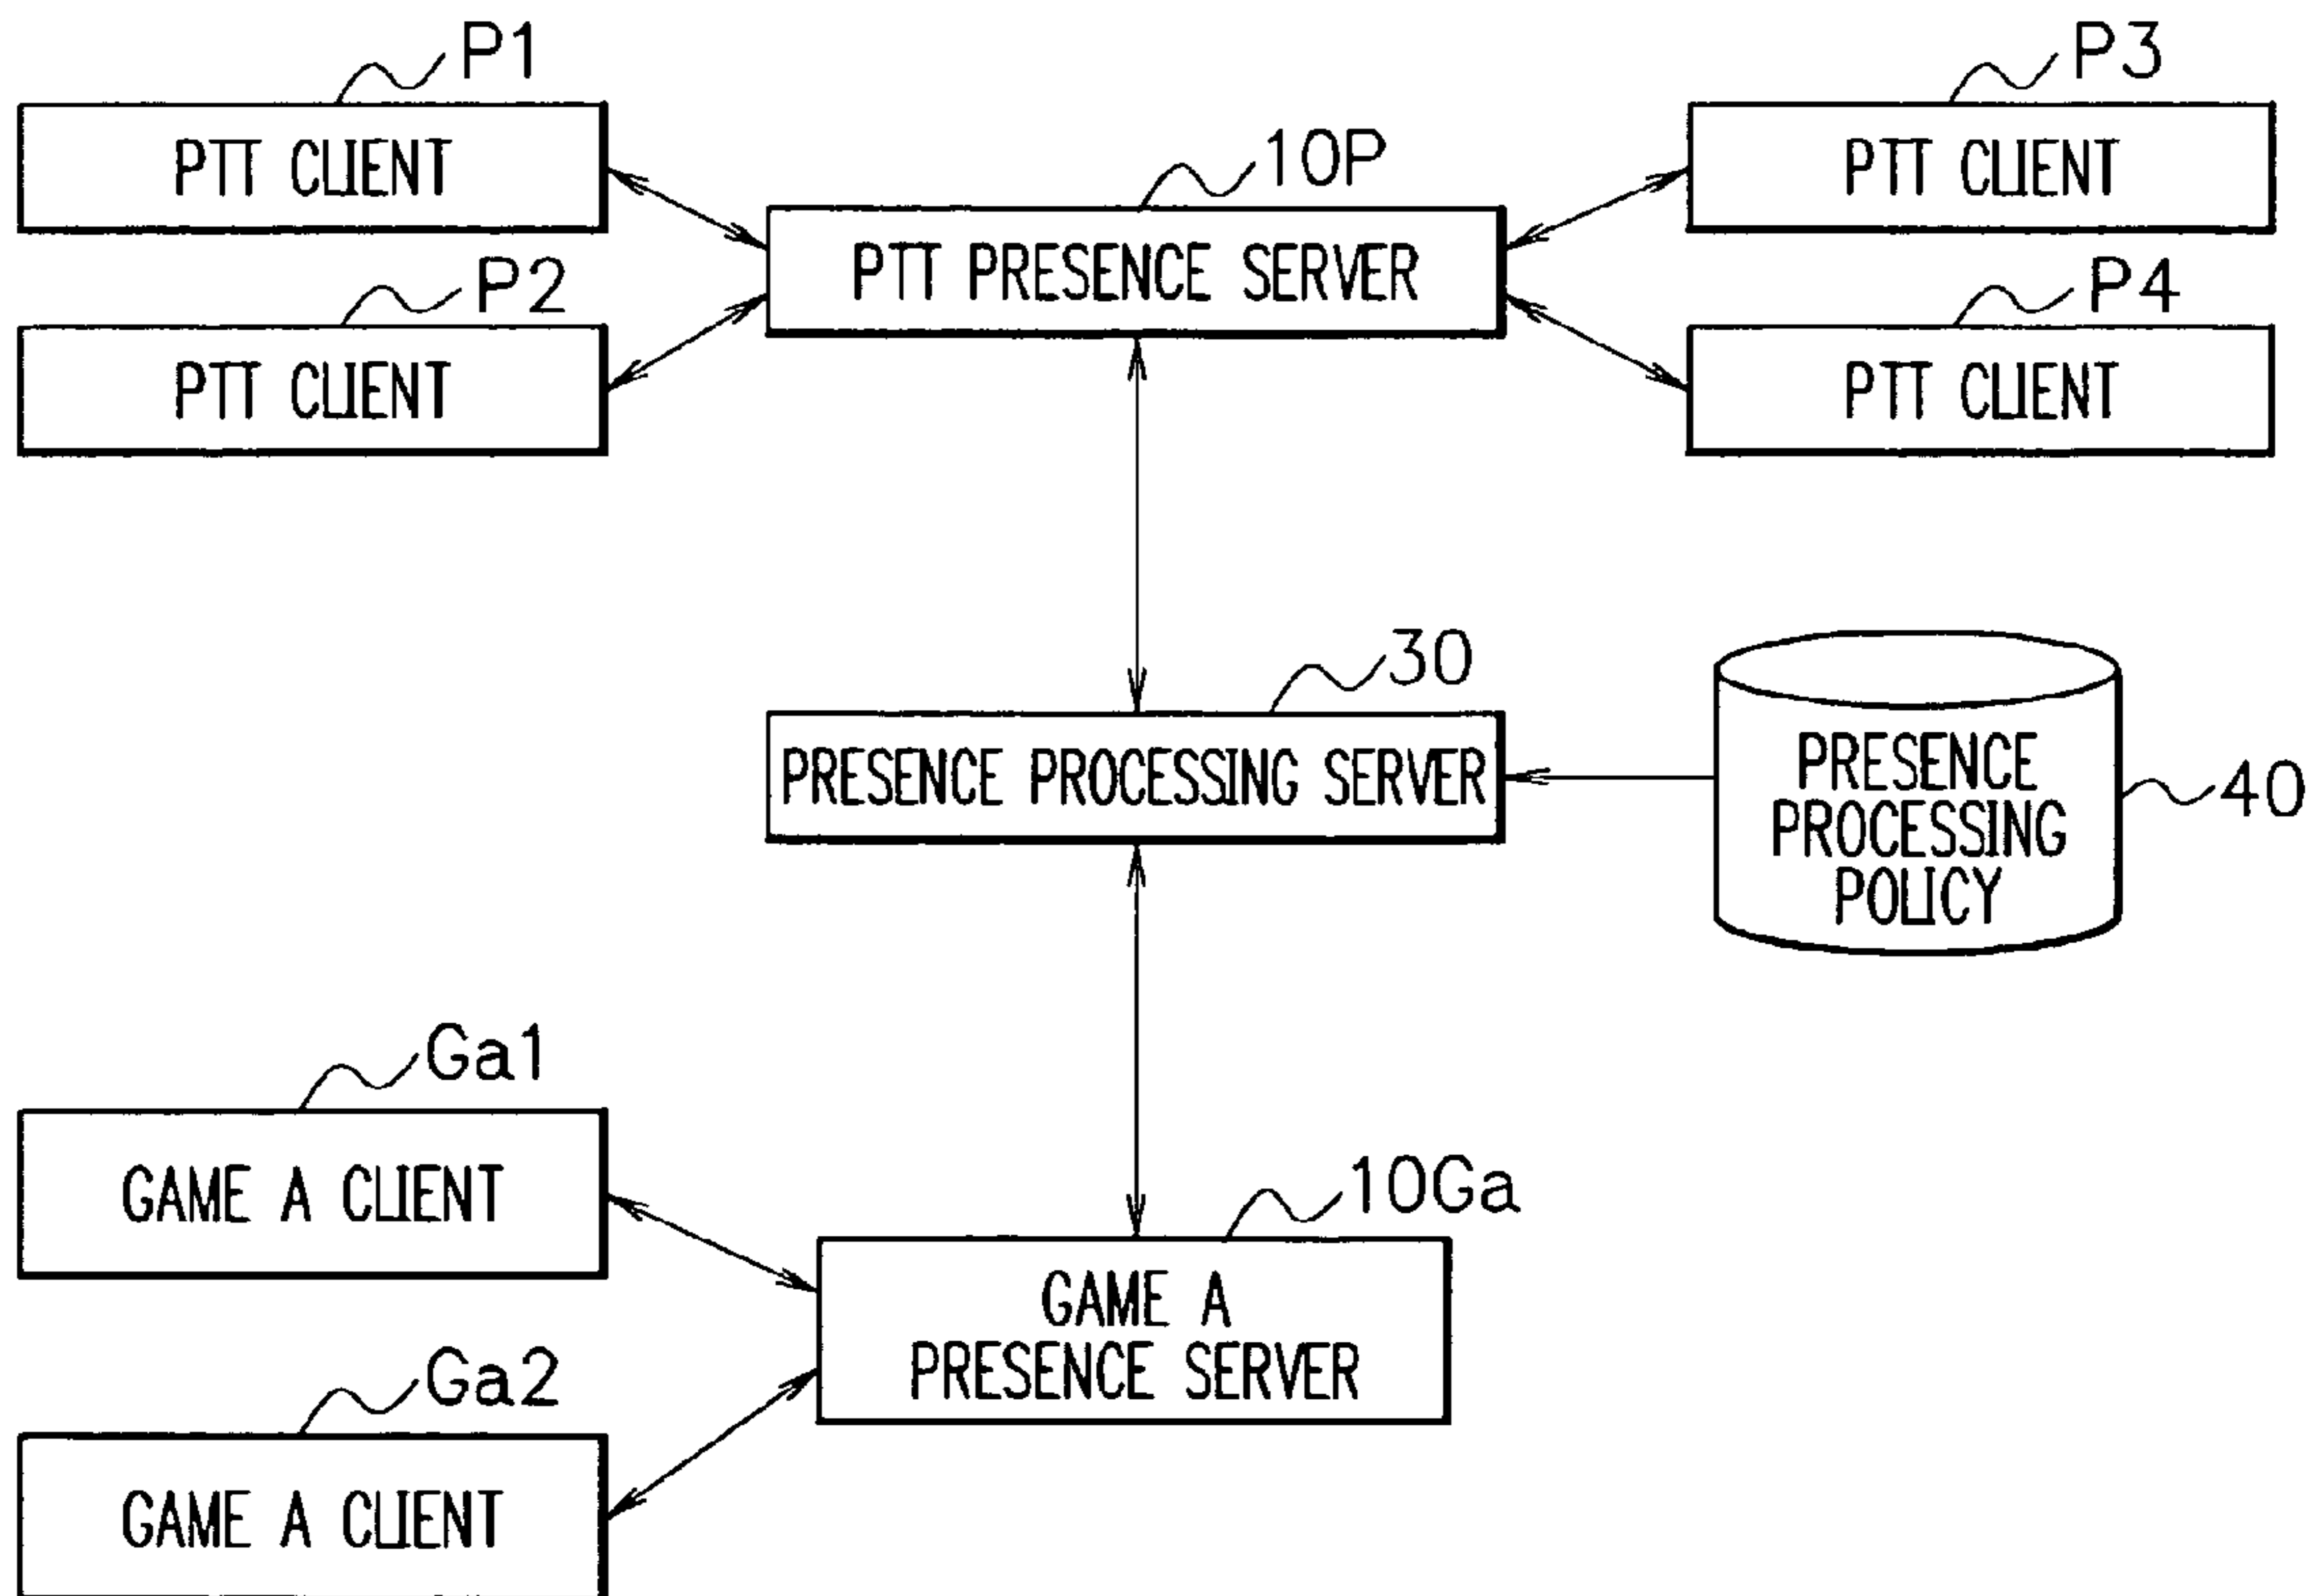 P1
PTT CLIENT
P2
PTT CLIENT
10P
PTT PRESENCE SERVER
P3
PTT CLIENT
P4
PTT CLIENT
30
PRESENCE PROCESSING SERVER
PRESENCE
PROCESSING
POLICY
40
Ga1
GAME A CLIENT
Ga2
GAME A CLIENT
10Ga
GAME A
PRESENCE SERVER